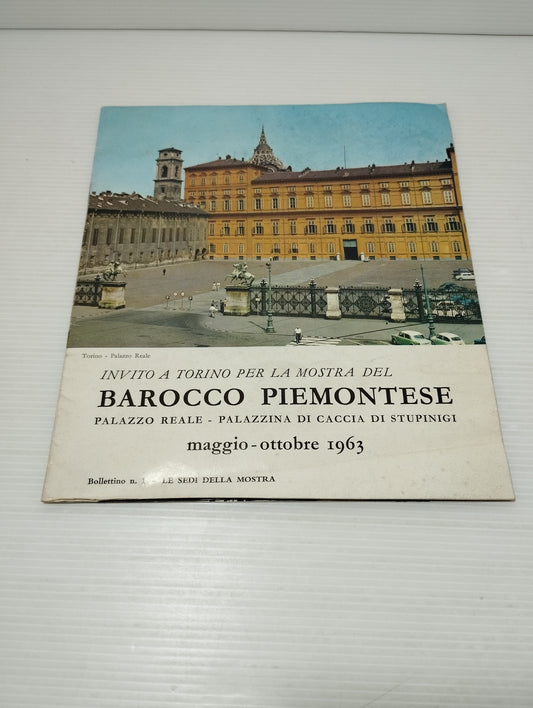 Torino - Palazzo Reale
INVITO A TORINO PER LA MOSTRA DEL
BAROCCO PIEMONTESE
PALAZZO REALE - PALAZZINA DI CACCIA DI STUPINIGI
maggio-ottobre 1963
Bollettino n. LE SEDI DELLA MOSTRA